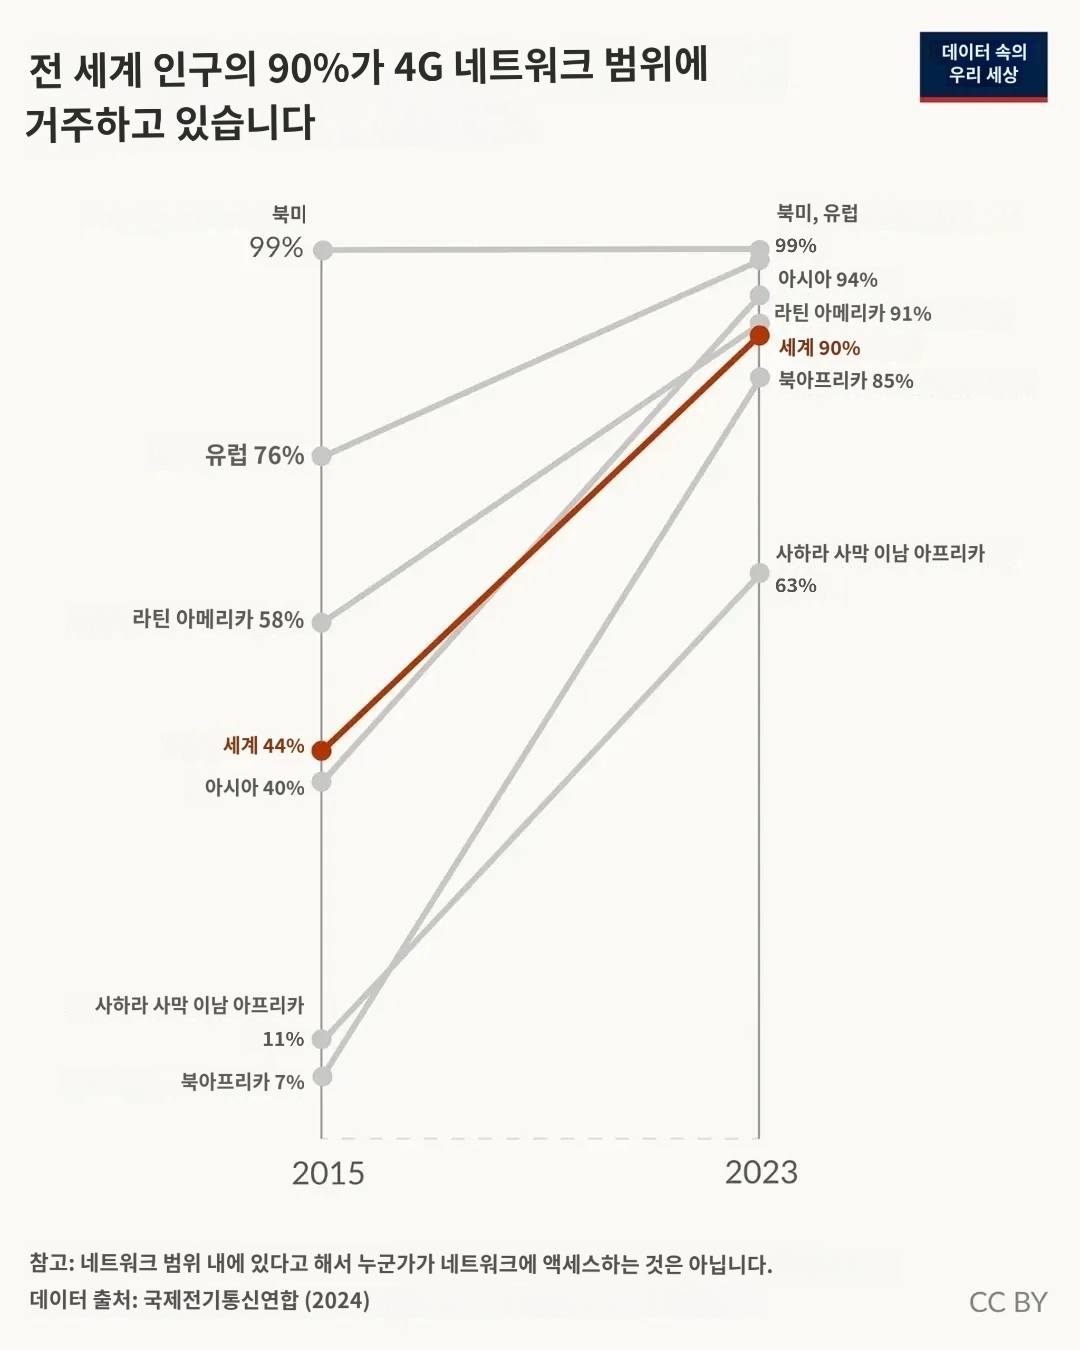 전 세계 인구의 90%가 4G 네트워크 범위에
거주하고 있습니다
데이터 속의
우리 세상
북미
99%
유럽 76%
라틴 아메리카 58%
세계 44%
아시아 40%
사하라 사막 이남 아프리카
11%
북아프리카 7%
북미, 유럽
99%
아시아 94%
라틴 아메리카 91%
세계 90%
북아프리카 85%
사하라 사막 이남 아프리카
63%
2015
2023
참고: 네트워크 범위 내에 있다고 해서 누군가가 네트워크에 액세스하는 것은 아닙니다.
데이터 출처: 국제전기통신연합 (2024)
CC BY